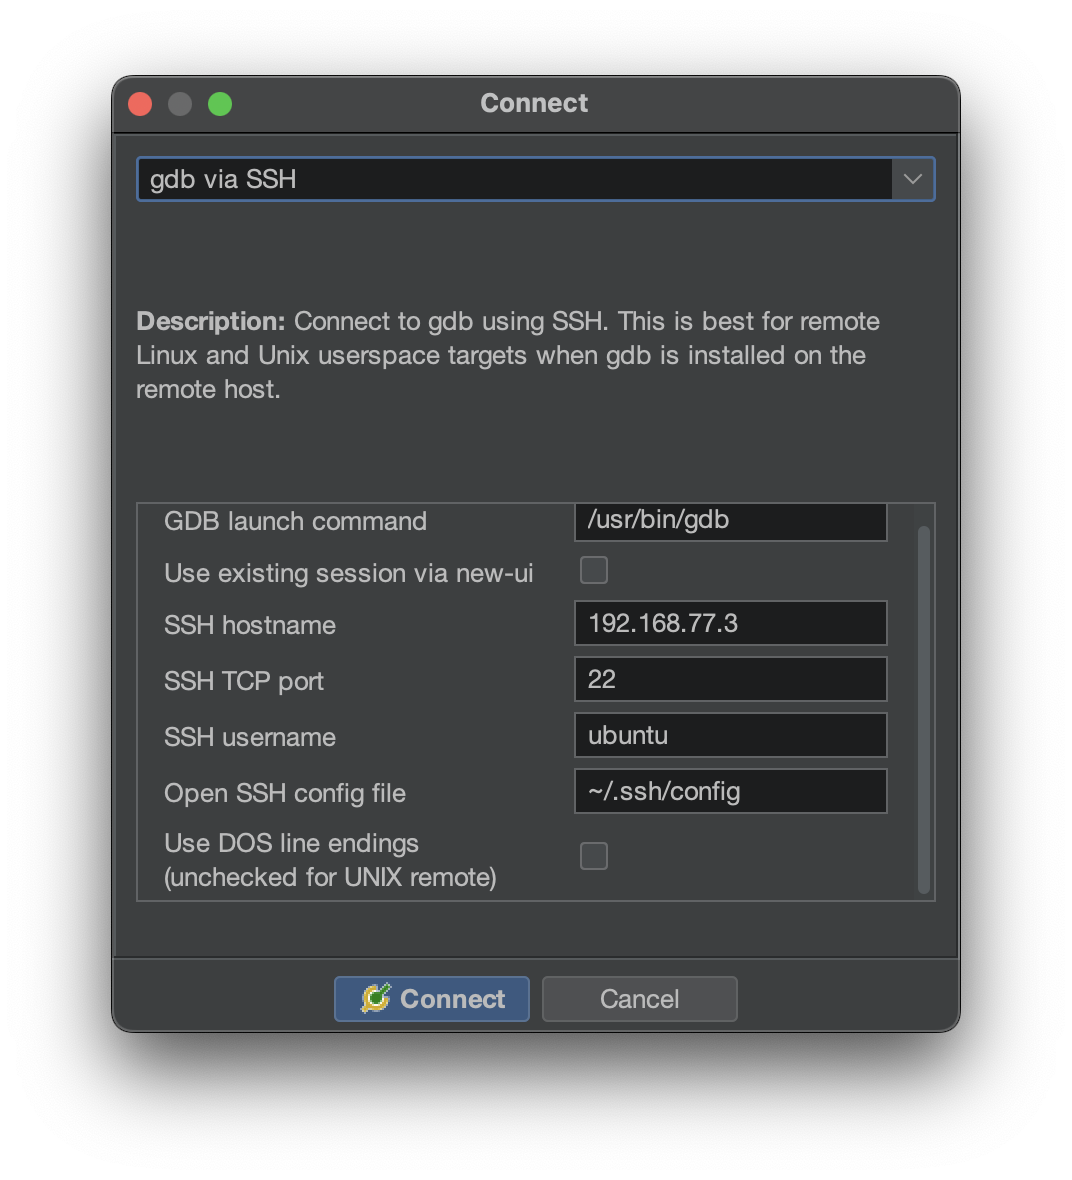 Connect
gdb via SSH
Description: Connect to gdb using SSH. This is best for remote
Linux and Unix userspace targets when gdb is installed on the
remote host.
GDB launch command /usr/bin/gdb
Use existing session via new-ui
SSH hostname 192.168.77.3
SSH TCP port 22
SSH username ubuntu
Open SSH config file ~/.ssh/config
Use DOS line endings
(unchecked for UNIX remote)
Connect Cancel